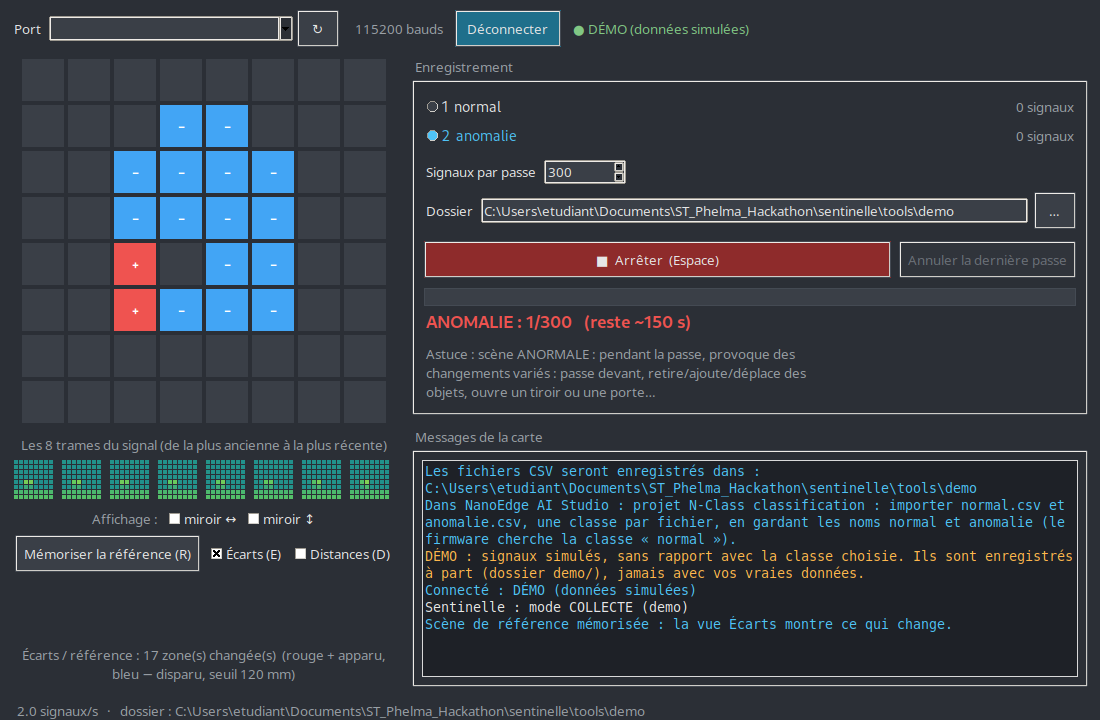 Port
↻
115200 bauds
Déconnecter
● DÉMO (données simulées)
Enregistrement
1 normal
0 signaux
2 anomalie
0 signaux
Signaux par passe
300
Dossier
C:\Users\etudiant\Documents\ST_Phelma_Hackathon\sentinelle\tools\demo
...
■ Arrêter (Espace)
Annuler la dernière passe
ANOMALIE : 1/300 (reste ~150 s)
Astuce : scène ANORMALE : pendant la passe, provoque des
changements variés : passe devant, retire/ajoute/déplace des
objets, ouvre un tiroir ou une porte…
− −
− − − −
− − − −
+ − −
+ − − −
Les 8 trames du signal (de la plus ancienne à la plus récente)
Affichage : miroir ↔ miroir ↕
Mémoriser la référence (R)
Écarts (E)
Distances (D)
Écarts / référence : 17 zone(s) changée(s) (rouge + apparu,
bleu − disparu, seuil 120 mm)
Messages de la carte
Les fichiers CSV seront enregistrés dans :
C:\Users\etudiant\Documents\ST_Phelma_Hackathon\sentinelle\tools\demo
Dans NanoEdge AI Studio : projet N-Class classification : importer normal.csv et
anomalie.csv, une classe par fichier, en gardant les noms normal et anomalie (le
firmware cherche la classe « normal »).
DÉMO : signaux simulés, sans rapport avec la classe choisie. Ils sont enregistrés
à part (dossier demo/), jamais avec vos vraies données.
Connecté : DÉMO (données simulées)
Sentinelle : mode COLLECTE (demo)
Scène de référence mémorisée : la vue Écarts montre ce qui change.
2.0 signaux/s · dossier : C:\Users\etudiant\Documents\ST_Phelma_Hackathon\sentinelle\tools\demo